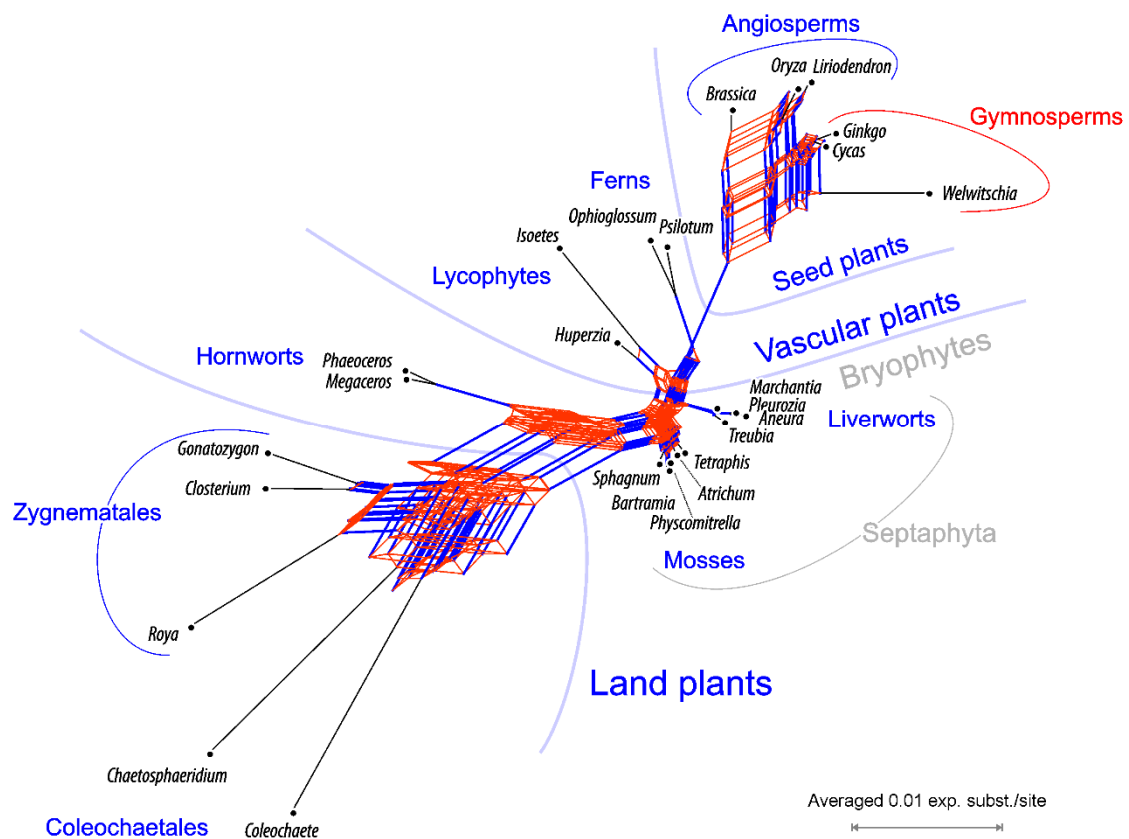 Angiosperms
Oryza Liriodendron
Brassica
Gymnosperms
Ginkgo
Cycas
Welwitschia
Ferns
Ophioglossum
Psilotum
Isoetes
Lycophytes
Seed plants
Vascular plants
Bryophytes
Huperzia
Hornworts
Phaeoceros
Megaceros
Marchantia
Pleurozia
Aneura
Treubia
Liverworts
Gonatozygon
Closterium
Zygnematales
Tetraphis
Sphagnum
Atrichum
Bartramia
Physcomitrella
Septaphyta
Mosses
Roya
Land plants
Chaetosphaeridium
Coleochaete
Coleochaetales
Averaged 0.01 exp. subst./site